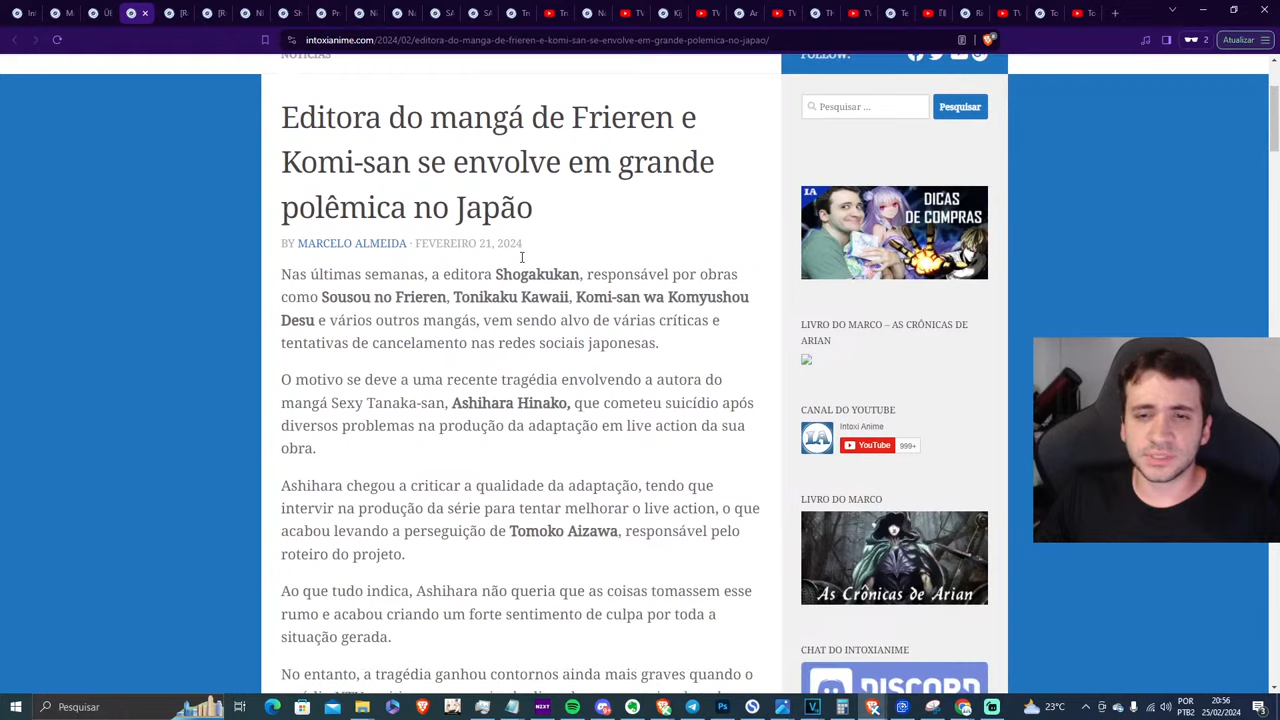 Atualizar
intoxianime.com/2024/02/editora-do-manga-de-frieren-e-komi-san-se-envolve-em-grande-polemica-no-japao/
2
NOTÍCIAS
FOLLOW:
Editora do mangá de Frieren e
Komi-san se envolve em grande
polêmica no Japão
BY MARCELO ALMEIDA · FEVEREIRO 21, 2024
Nas últimas semanas, a editora Shogakukan, responsável por obras
como Sousou no Frieren, Tonikaku Kawaii, Komi-san wa Komyushou
Desu e vários outros mangás, vem sendo alvo de várias críticas e
tentativas de cancelamento nas redes sociais japonesas.
O motivo se deve a uma recente tragédia envolvendo a autora do
mangá Sexy Tanaka-san, Ashihara Hinako, que cometeu suicídio após
diversos problemas na produção da adaptação em live action da sua
obra.
Ashihara chegou a criticar a qualidade da adaptação, tendo que
intervir na produção da série para tentar melhorar o live action, o que
acabou levando a perseguição de Tomoko Aizawa, responsável pelo
roteiro do projeto.
Ao que tudo indica, Ashihara não queria que as coisas tomassem esse
rumo e acabou criando um forte sentimento de culpa por toda a
situação gerada.
No entanto, a tragédia ganhou contornos ainda mais graves quando o
Pesquisar ...
Pesquisar
IA
DICAS
DE COMPRAS
LIVRO DO MARCO – AS CRÔNICAS DE
ARIAN
CANAL DO YOUTUBE
IA
Intoxi Anime
YouTube
999+
LIVRO DO MARCO
As Crônicas de Arian
CHAT DO INTOXIANIME
DISCORD
Pesquisar
23°C
POR
PTB2
20:56
25/02/2024